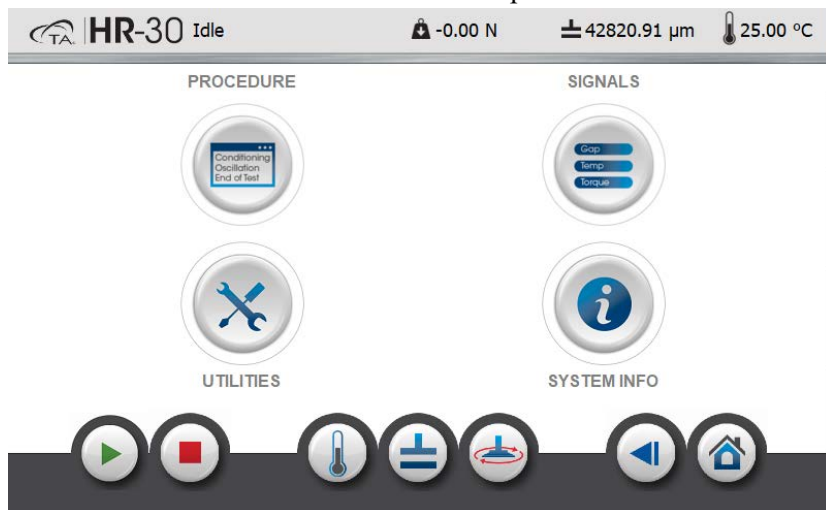 TA. HR-30 Idle -0.00 N 42820.91 µm 25.00 ºC
PROCEDURE SIGNALS
Conditioning
Oscillation
End of Test
Gap
Temp
Torque
UTILITIES SYSTEM INFO